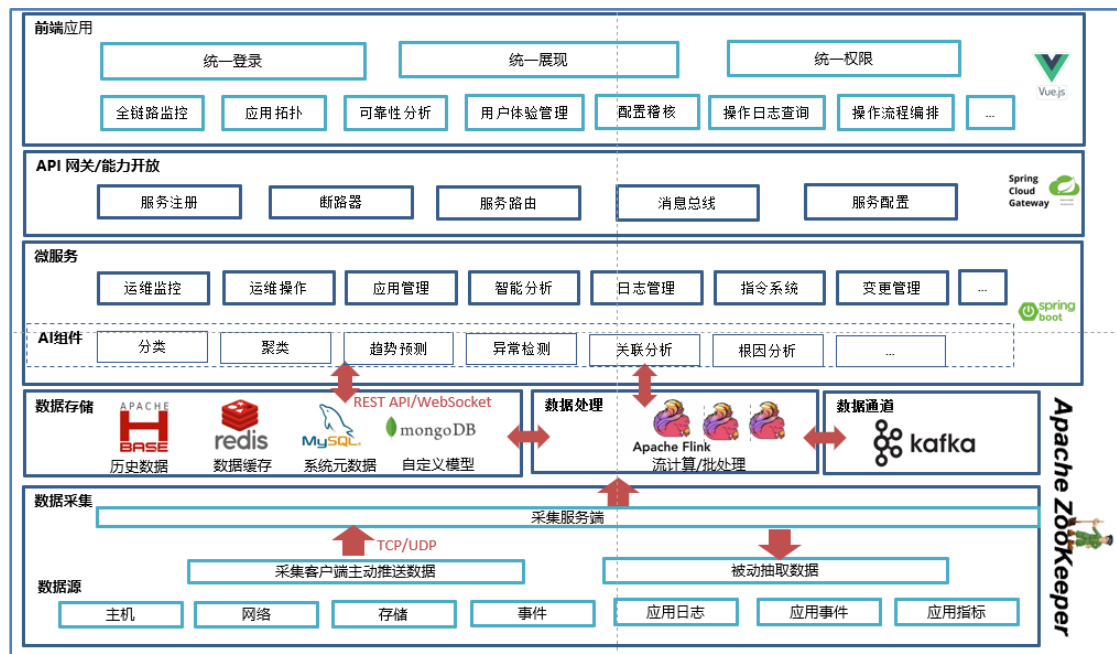 前端应用
统一登录
统一展现
统一权限
Vue.js
全链路监控
应用拓扑
可靠性分析
用户体验管理
配置稽核
操作日志查询
操作流程编排
...
API 网关/能力开放
服务注册
断路器
服务路由
消息总线
服务配置
Spring
Cloud
Gateway
微服务
运维监控
运维操作
应用管理
智能分析
日志管理
指令系统
变更管理
...
spring
boot
AI组件
分类
聚类
趋势预测
异常检测
关联分析
根因分析
...
REST API/WebSocket
数据存储
APACHE
HBASE
历史数据
redis
数据缓存
MySQL
系统元数据
mongoDB
自定义模型
数据处理
Apache Flink
流计算/批处理
数据通道
kafka
Apache ZooKeeper
数据采集
采集服务端
TCP/UDP
采集客户端主动推送数据
被动抽取数据
数据源
主机
网络
存储
事件
应用日志
应用事件
应用指标